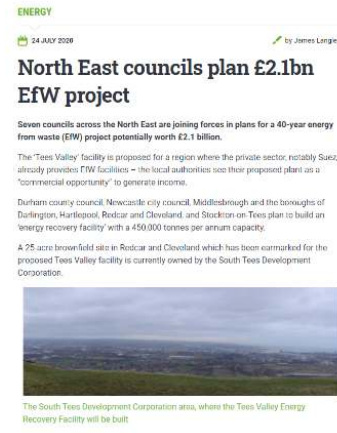 ENERGY
24 JULY 2020
by James Langley
North East councils plan £2.1bn
EfW project
Seven councils across the North East are joining forces in plans for a 40-year energy
from waste (EfW) project potentially worth £2.1 billion.
The 'Tees Valley' facility is proposed for a region where the private sector, notably Suez,
already provides EfW facilities – the local authorities see their proposed plant as a
"commercial opportunity" to generate income.
Durham county council, Newcastle city council, Middlesbrough and the boroughs of
Darlington, Hartlepool, Redcar and Cleveland, and Stockton-on-Tees plan to build an
'energy recovery facility' with a 450,000 tonnes per annum capacity.
A 25 acre brownfield site in Redcar and Cleveland which has been earmarked for the
proposed Tees Valley facility is currently owned by the South Tees Development
Corporation.
The South Tees Development Corporation area, where the Tees Valley Energy
Recovery Facility will be built